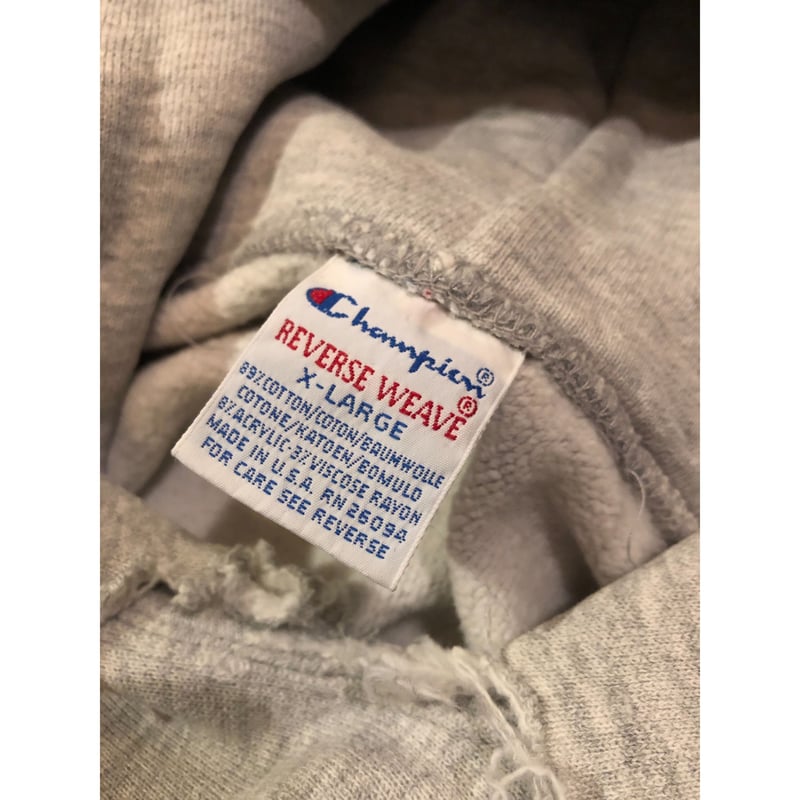 Champion®
REVERSE WEAVE®
X-LARGE
89%COTTON/COTON/BAUMWOLLE
COTONE/KATOEN/BOMULD
8%ACRYLIC-3%VISCOSE RAYON
MADE IN U.S.A. RN 26094
FOR CARE SEE REVERSE